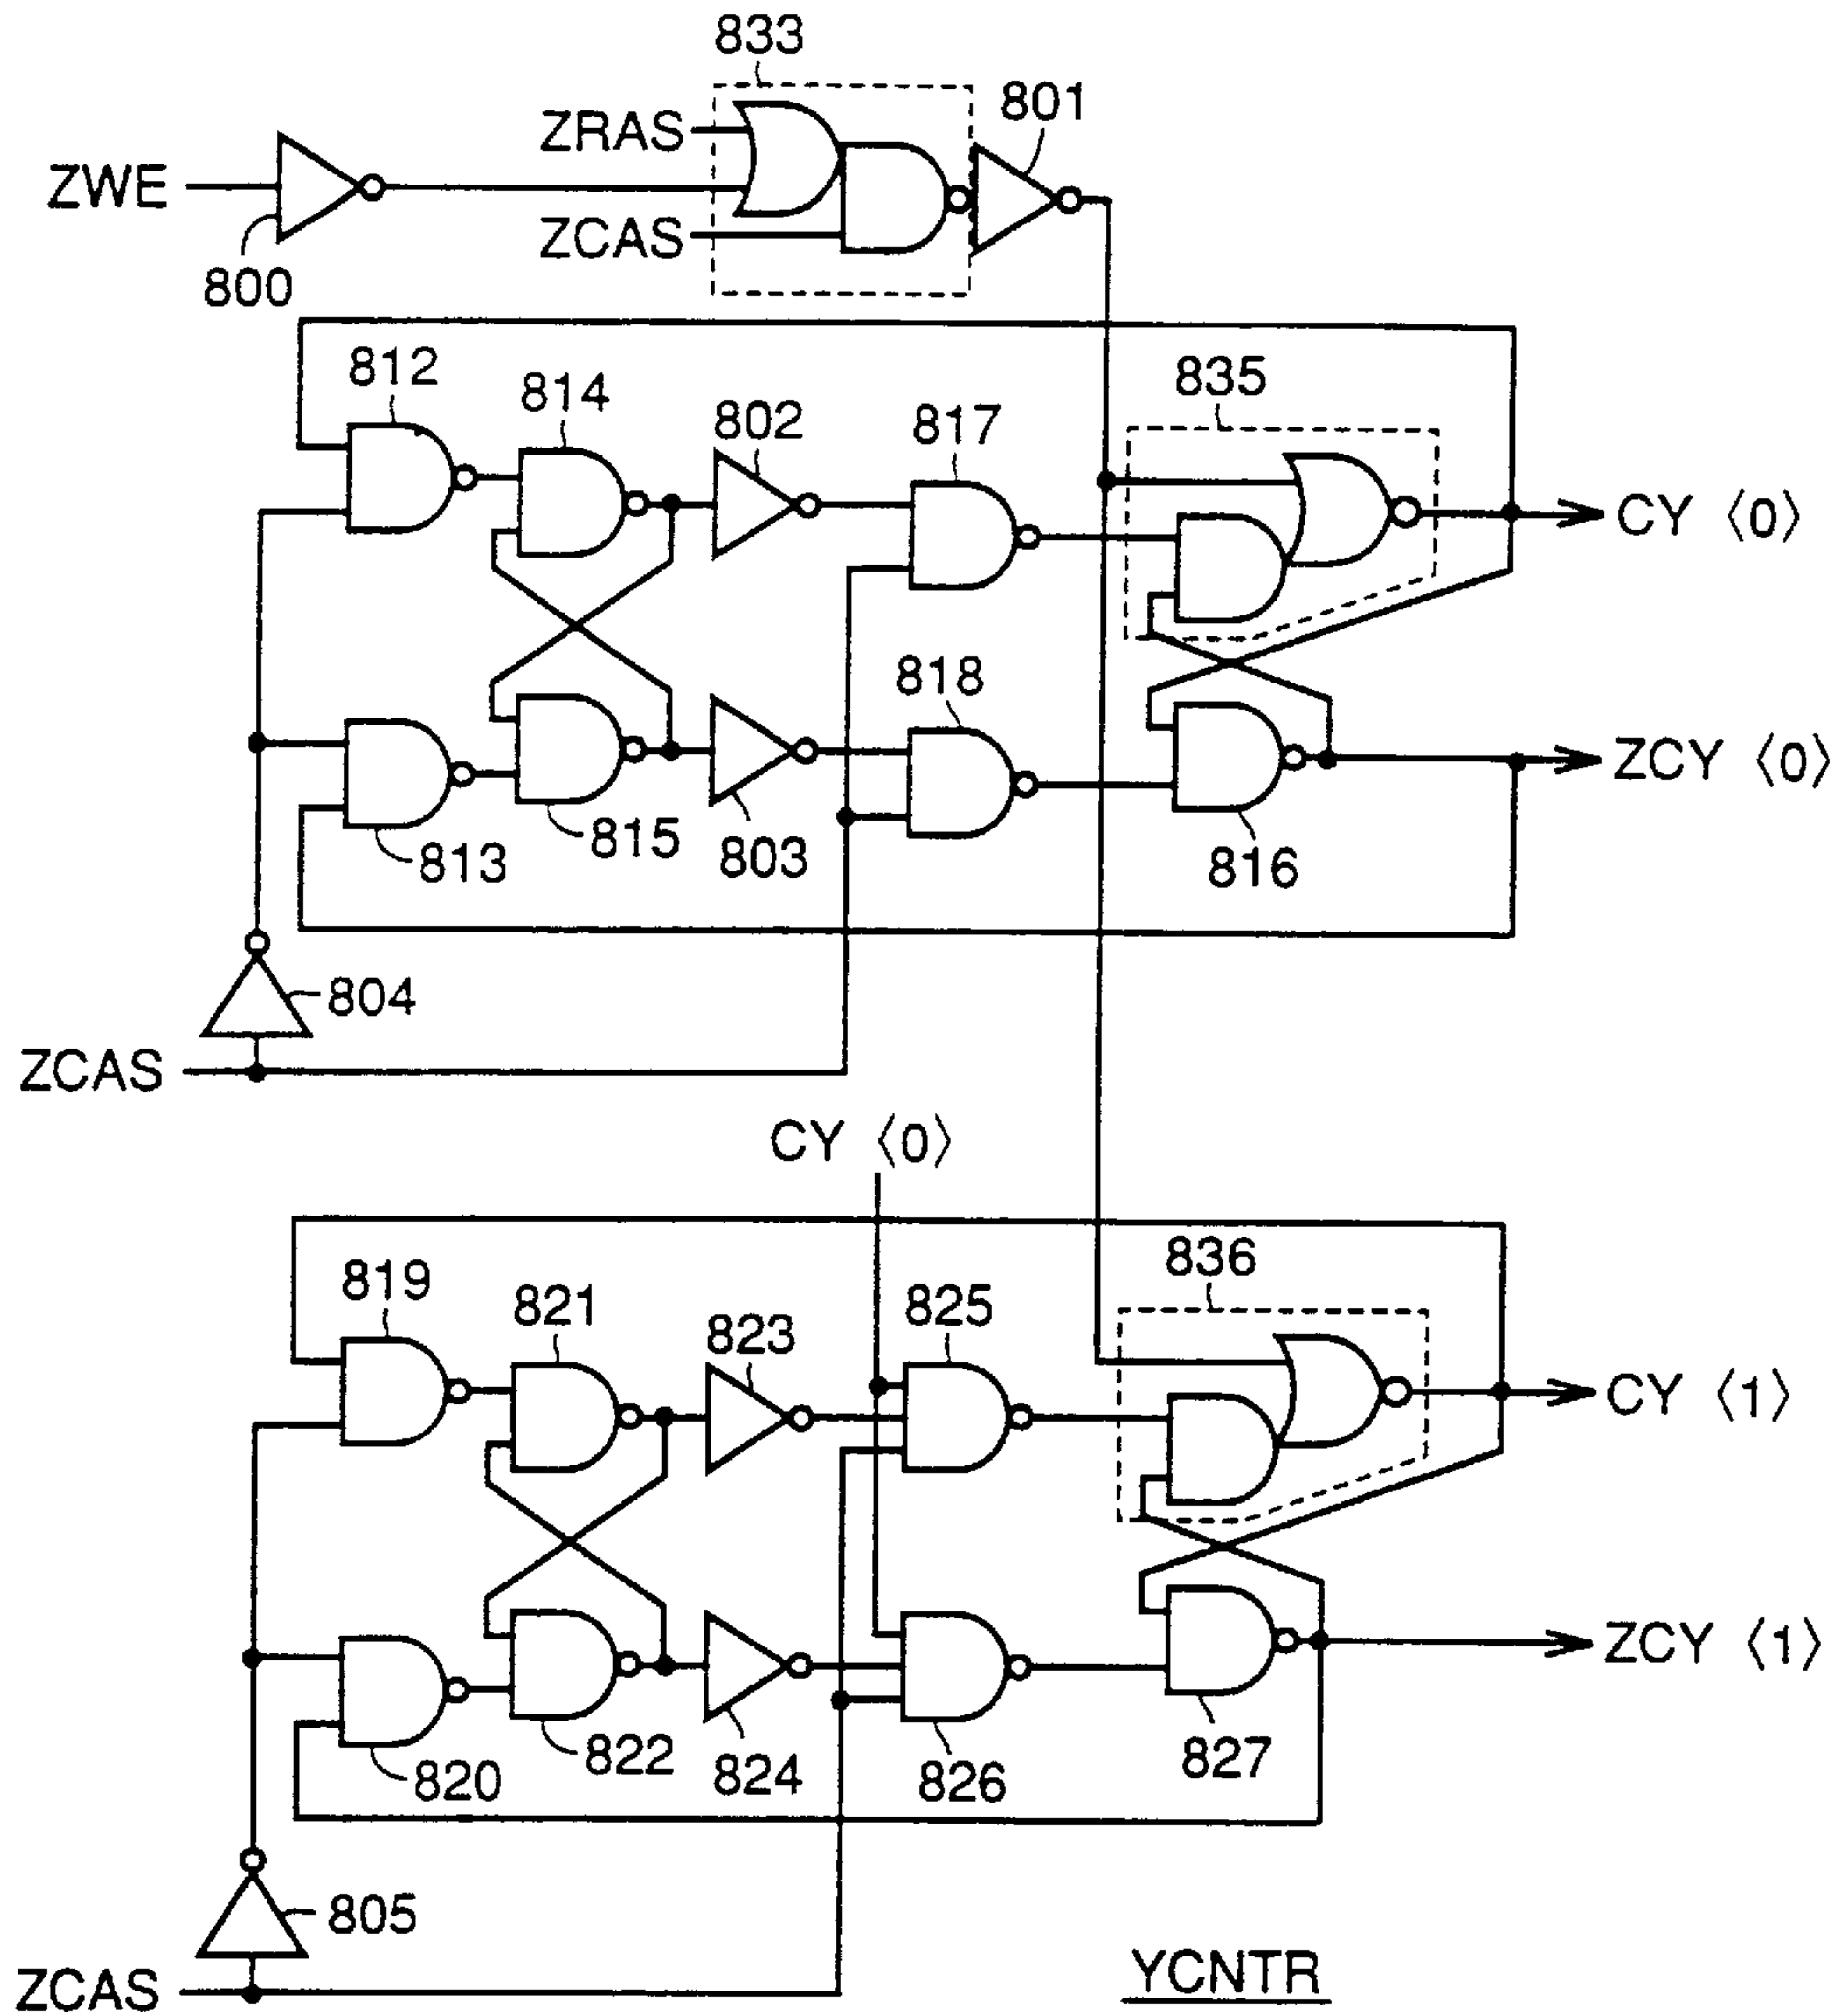 833
ZRAS
801
ZWE
ZCAS
800
812
814
802
817
835
CY ⟨0⟩
818
ZCY ⟨0⟩
813
815
803
816
804
ZCAS
CY ⟨0⟩
819
821
823
825
836
CY ⟨1⟩
ZCY ⟨1⟩
820
822
824
826
827
805
ZCAS
YCNTR